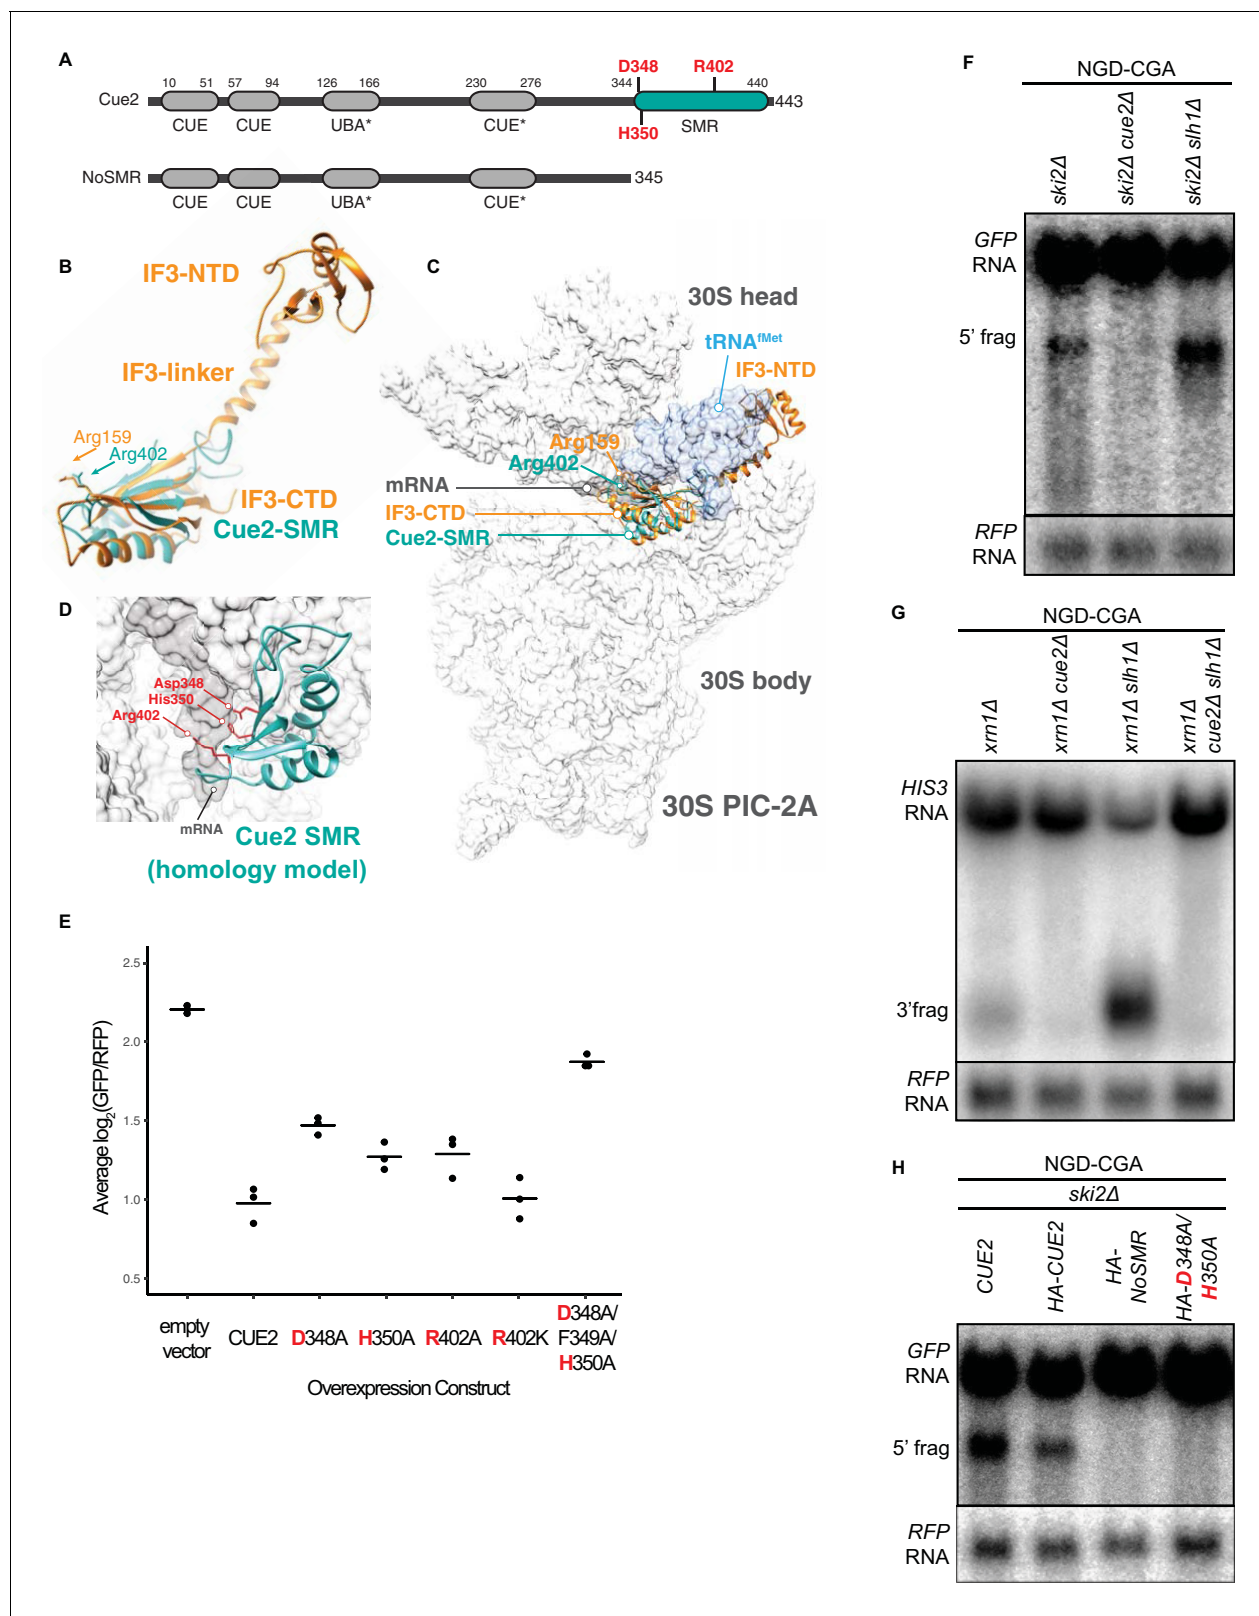 A
D348
R402
10 51 57 94 126 166 230 276 344 440
Cue2
443
CUE CUE UBA* CUE* SMR
H350
NoSMR
345
CUE CUE UBA* CUE*
B
IF3-NTD
IF3-linker
Arg159
Arg402
IF3-CTD
Cue2-SMR
C
30S head
tRNAfMet
IF3-NTD
Arg159
Arg402
mRNA
IF3-CTD
Cue2-SMR
30S body
30S PIC-2A
D
Asp348
His350
Arg402
mRNA
Cue2 SMR
(homology model)
E
Average log2(GFP/RFP)
2.5
2.0
1.5
1.0
0.5
empty
vector
CUE2
D348A
H350A
R402A
R402K
D348A/
F349A/
H350A
Overexpression Construct
F
NGD-CGA
ski2Δ
ski2Δ cue2Δ
ski2Δ slh1Δ
GFP
RNA
5' frag
RFP
RNA
G
NGD-CGA
xrn1Δ
xrn1Δ cue2Δ
xrn1Δ slh1Δ
xrn1Δ
cue2Δ slh1Δ
HIS3
RNA
3'frag
RFP
RNA
H
NGD-CGA
ski2Δ
CUE2
HA-CUE2
HA-
NoSMR
HA-D348A/
H350A
GFP
RNA
5' frag
RFP
RNA